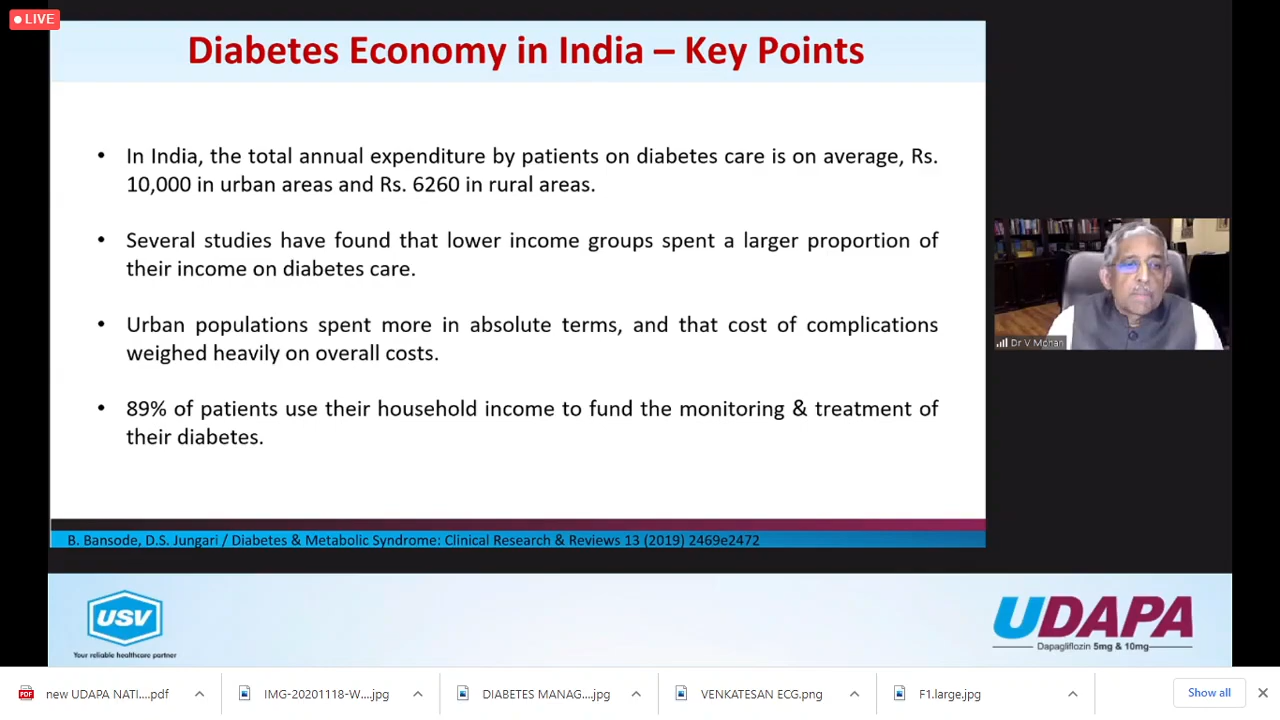 LIVE
Diabetes Economy in India – Key Points
• In India, the total annual expenditure by patients on diabetes care is on average, Rs.
10,000 in urban areas and Rs. 6260 in rural areas.
• Several studies have found that lower income groups spent a larger proportion of
their income on diabetes care.
• Urban populations spent more in absolute terms, and that cost of complications
weighed heavily on overall costs.
• 89% of patients use their household income to fund the monitoring & treatment of
their diabetes.
B. Bansode, D.S. Jungari / Diabetes & Metabolic Syndrome: Clinical Research & Reviews 13 (2019) 2469e2472
Dr V Mohan
USV
Your reliable healthcare partner
UDAPA
Dapagliflozin 5mg & 10mg
PDF
new UDAPA NATI....pdf
IMG-20201118-W....jpg
DIABETES MANAG....jpg
VENKATESAN ECG.png
F1.large.jpg
Show all